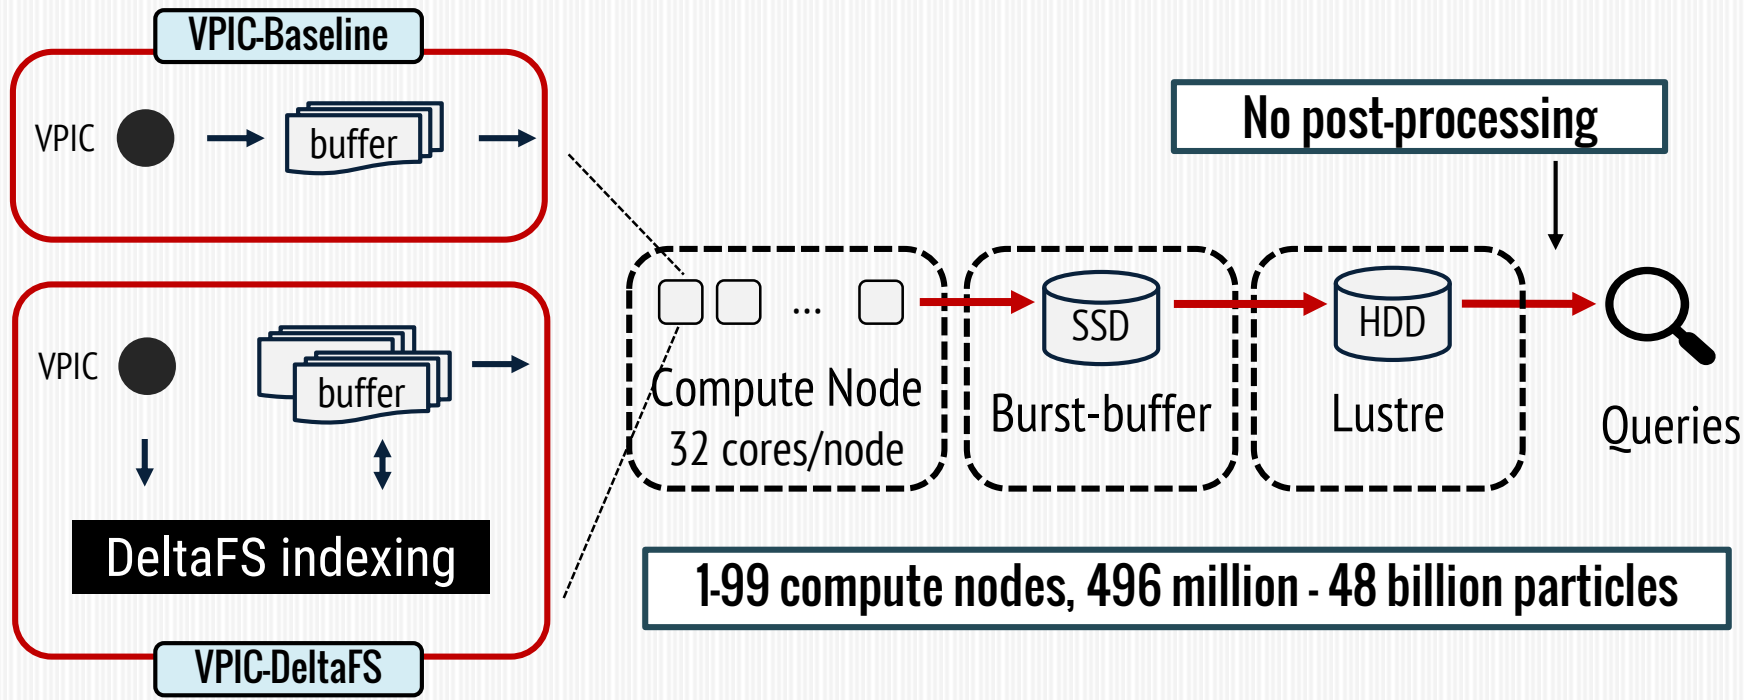 VPIC-Baseline
VPIC
buffer
VPIC
buffer
DeltaFS indexing
VPIC-DeltaFS
No post-processing
...
SSD
HDD
Compute Node
32 cores/node
Burst-buffer
Lustre
Queries
1-99 compute nodes, 496 million - 48 billion particles